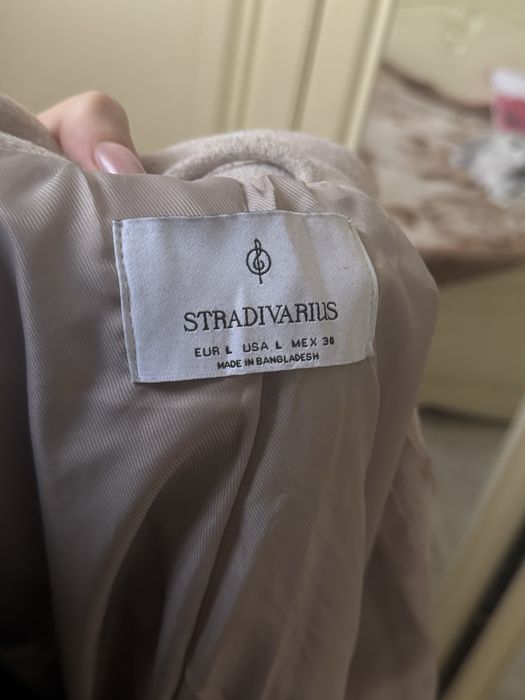 STRADIVARIUS
EUR L USA L MEX 30
MADE IN BANGLADESH